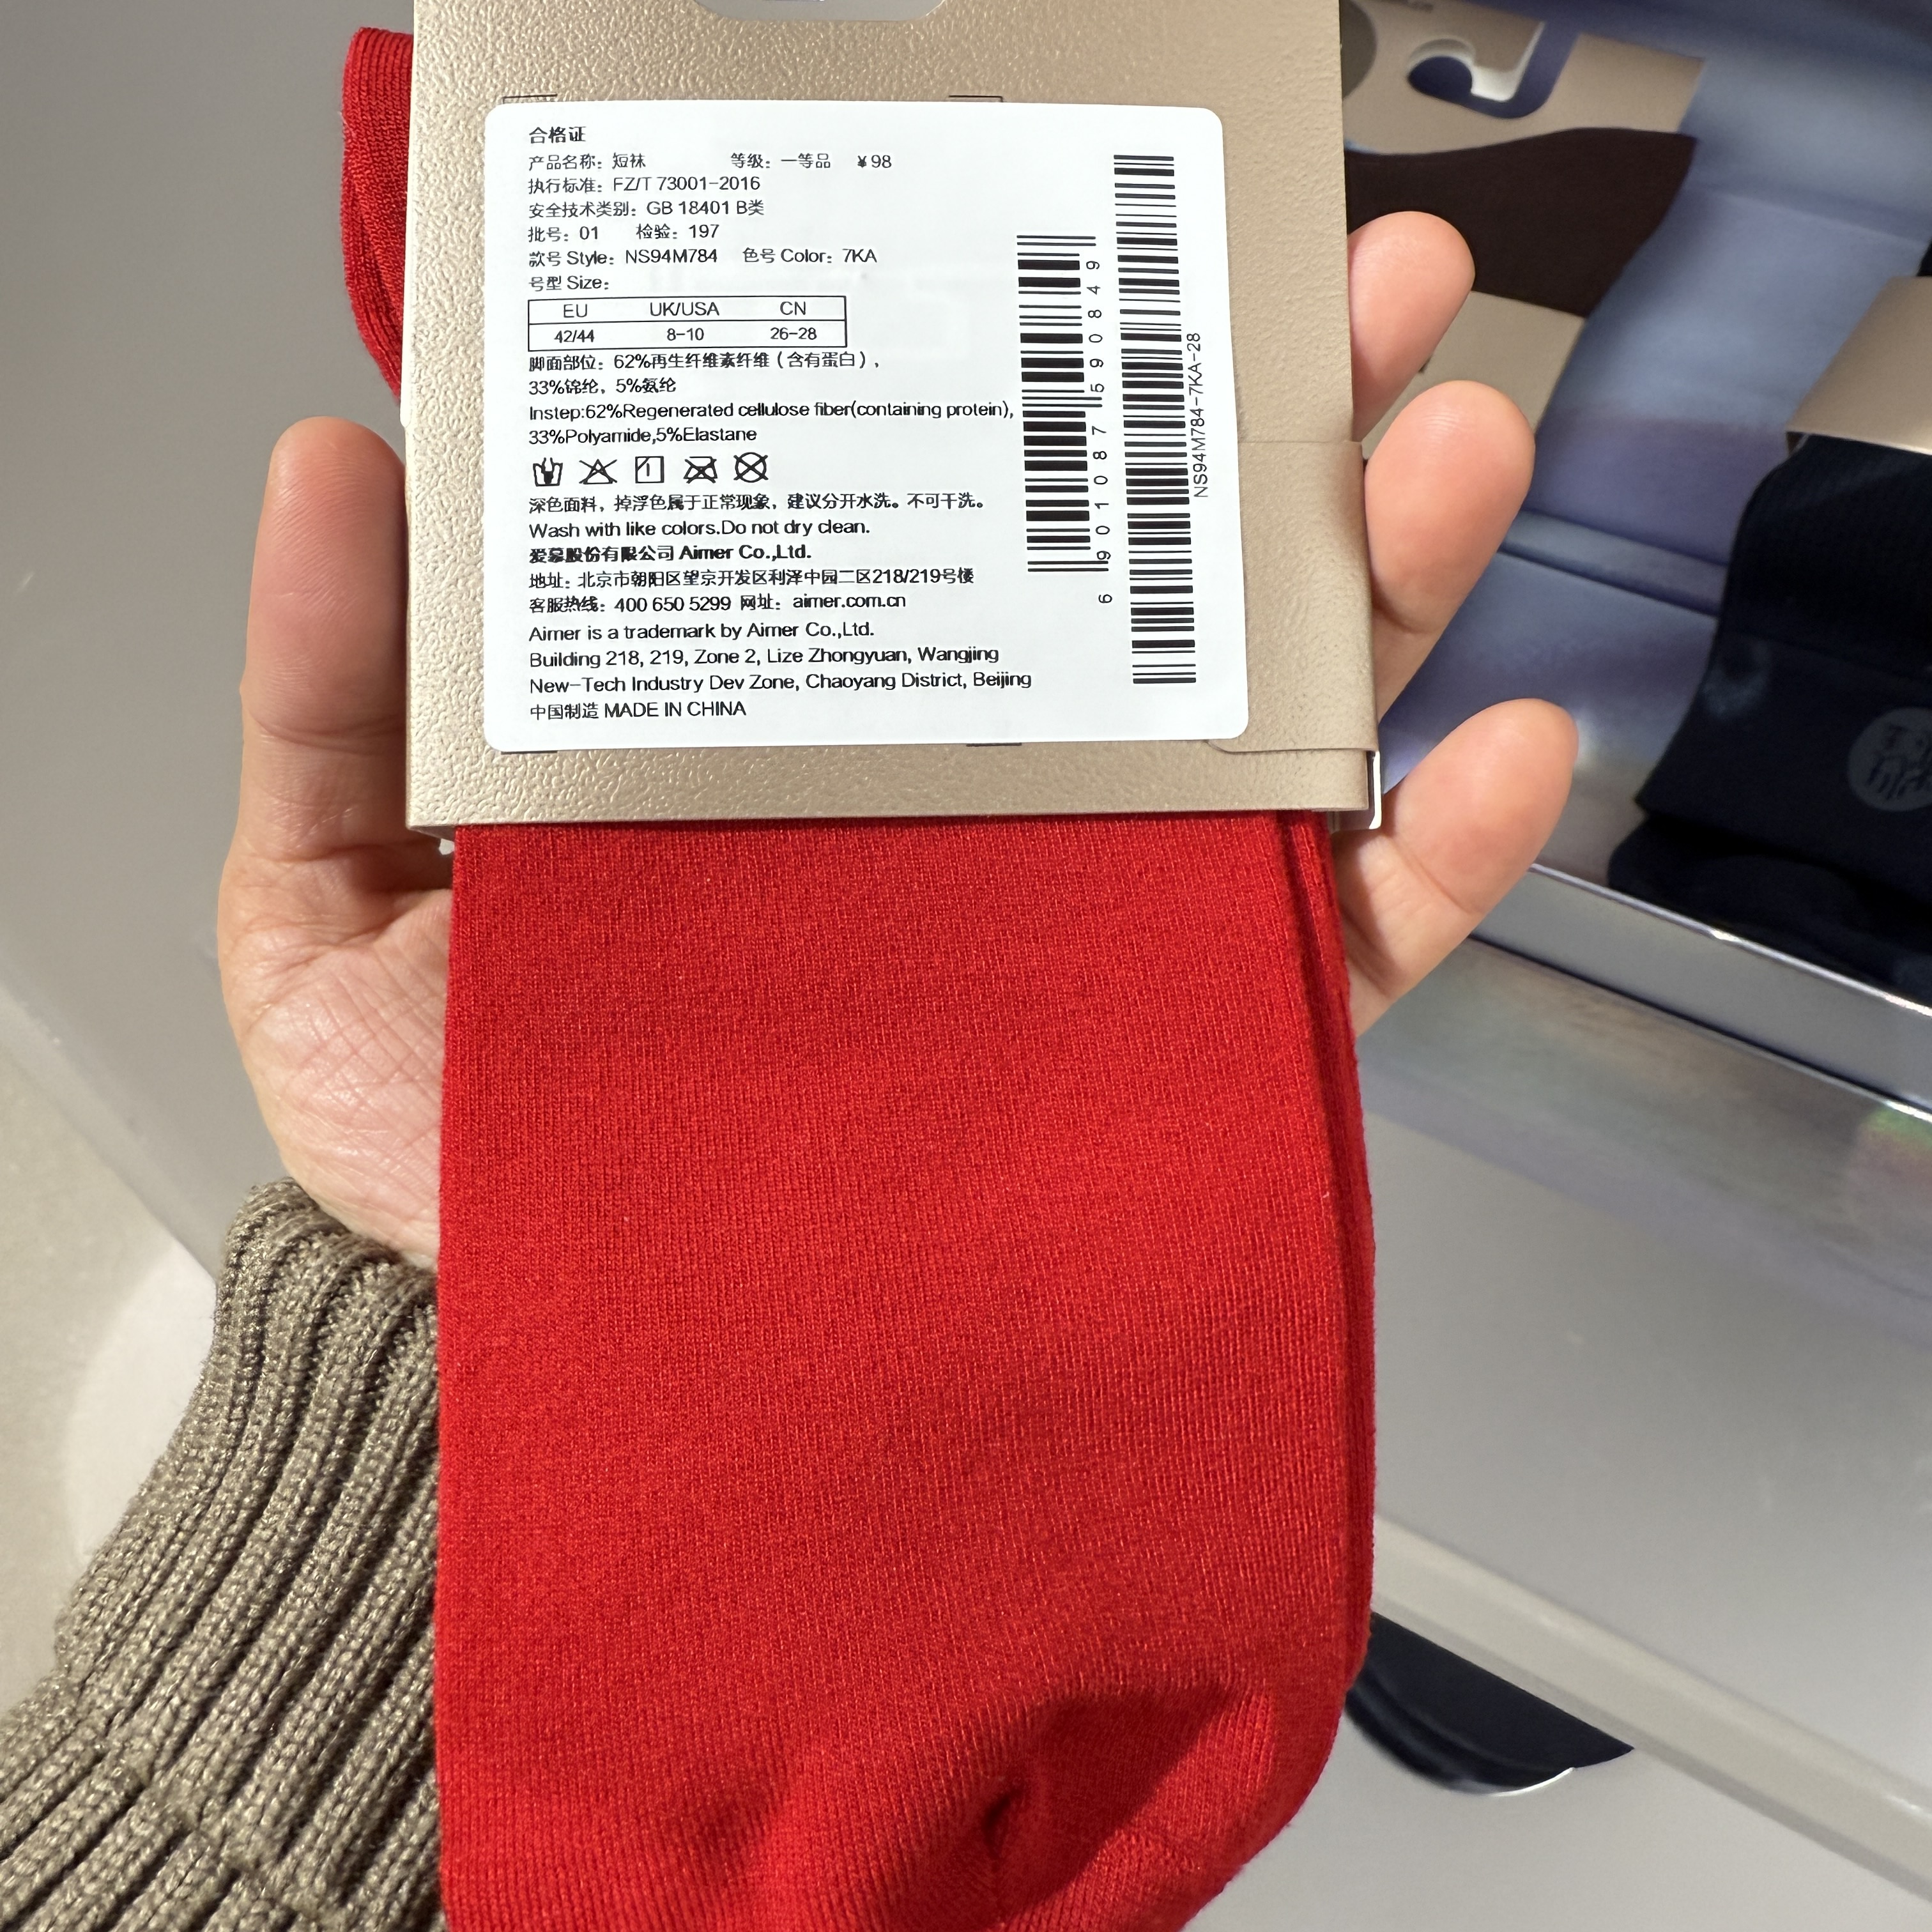 合格证
产品名称：短袜 等级：一等品 ￥98
执行标准：FZ/T 73001-2016
安全技术类别：GB 18401 B类
批号：01 检验：197
款号 Style：NS94M784 色号 Color：7KA
号型 Size：
EU UK/USA CN
42/44 8-10 26-28
脚面部位：62%再生纤维素纤维（含有蛋白），
33%锦纶，5%氨纶
Instep:62%Regenerated cellulose fiber(containing protein),
33%Polyamide,5%Elastane
深色面料，掉浮色属于正常现象，建议分开水洗。不可干洗。
Wash with like colors.Do not dry clean.
爱慕股份有限公司 Aimer Co.,Ltd.
地址：北京市朝阳区望京开发区利泽中园二区218/219号楼
客服热线：400 650 5299 网址：aimer.com.cn
Aimer is a trademark by Aimer Co.,Ltd.
Building 218, 219, Zone 2, Lize Zhongyuan, Wangjing
New-Tech Industry Dev Zone, Chaoyang District, Beijing
中国制造 MADE IN CHINA
6 901087 590849
NS94M784-7KA-28